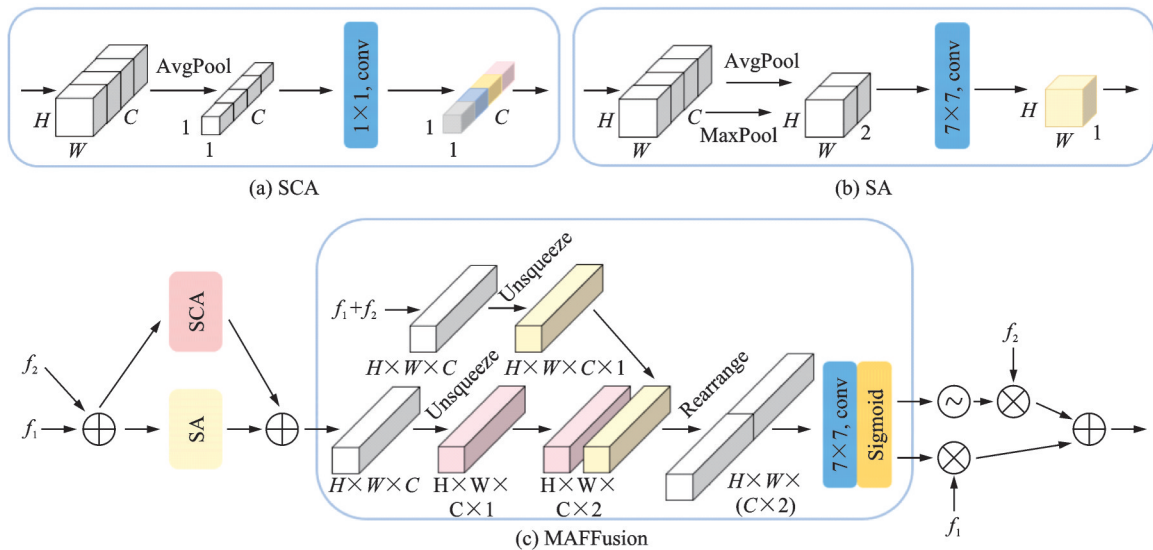 AvgPool
H
W
C
1
1
C
1×1, conv
1
1
C
(a) SCA
AvgPool
MaxPool
H
W
C
H
W
2
7×7, conv
H
W
1
(b) SA
f₂
f₁
SCA
SA
f₁+f₂
H×W×C
Unsqueeze
H×W×C×1
H×W×C
Unsqueeze
H×W×
C×1
H×W×
C×2
Rearrange
H×W×
(C×2)
7×7, conv
Sigmoid
~
f₂
f₁
(c) MAFFusion